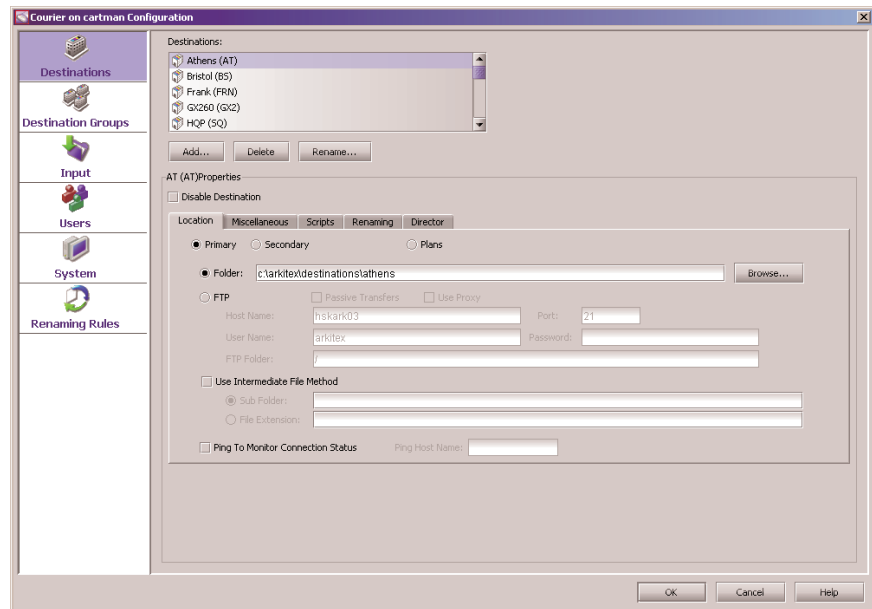 Courier on cartman Configuration
Destinations
Destination Groups
Input
Users
System
Renaming Rules
Destinations:
Athens (AT)
Bristol (BS)
Frank (FRN)
GX260 (GX2)
HQP (SQ)
Add... Delete Rename...
AT (AT)Properties
Disable Destination
Location Miscellaneous Scripts Renaming Director
Primary Secondary Plans
Folder: c:\arkitex\destinations\athens Browse...
FTP Passive Transfers Use Proxy
Host Name: hskark03 Port: 21
User Name: arkitex Password:
FTP Folder: /
Use Intermediate File Method
Sub Folder:
File Extension:
Ping To Monitor Connection Status Ping Host Name:
OK Cancel Help